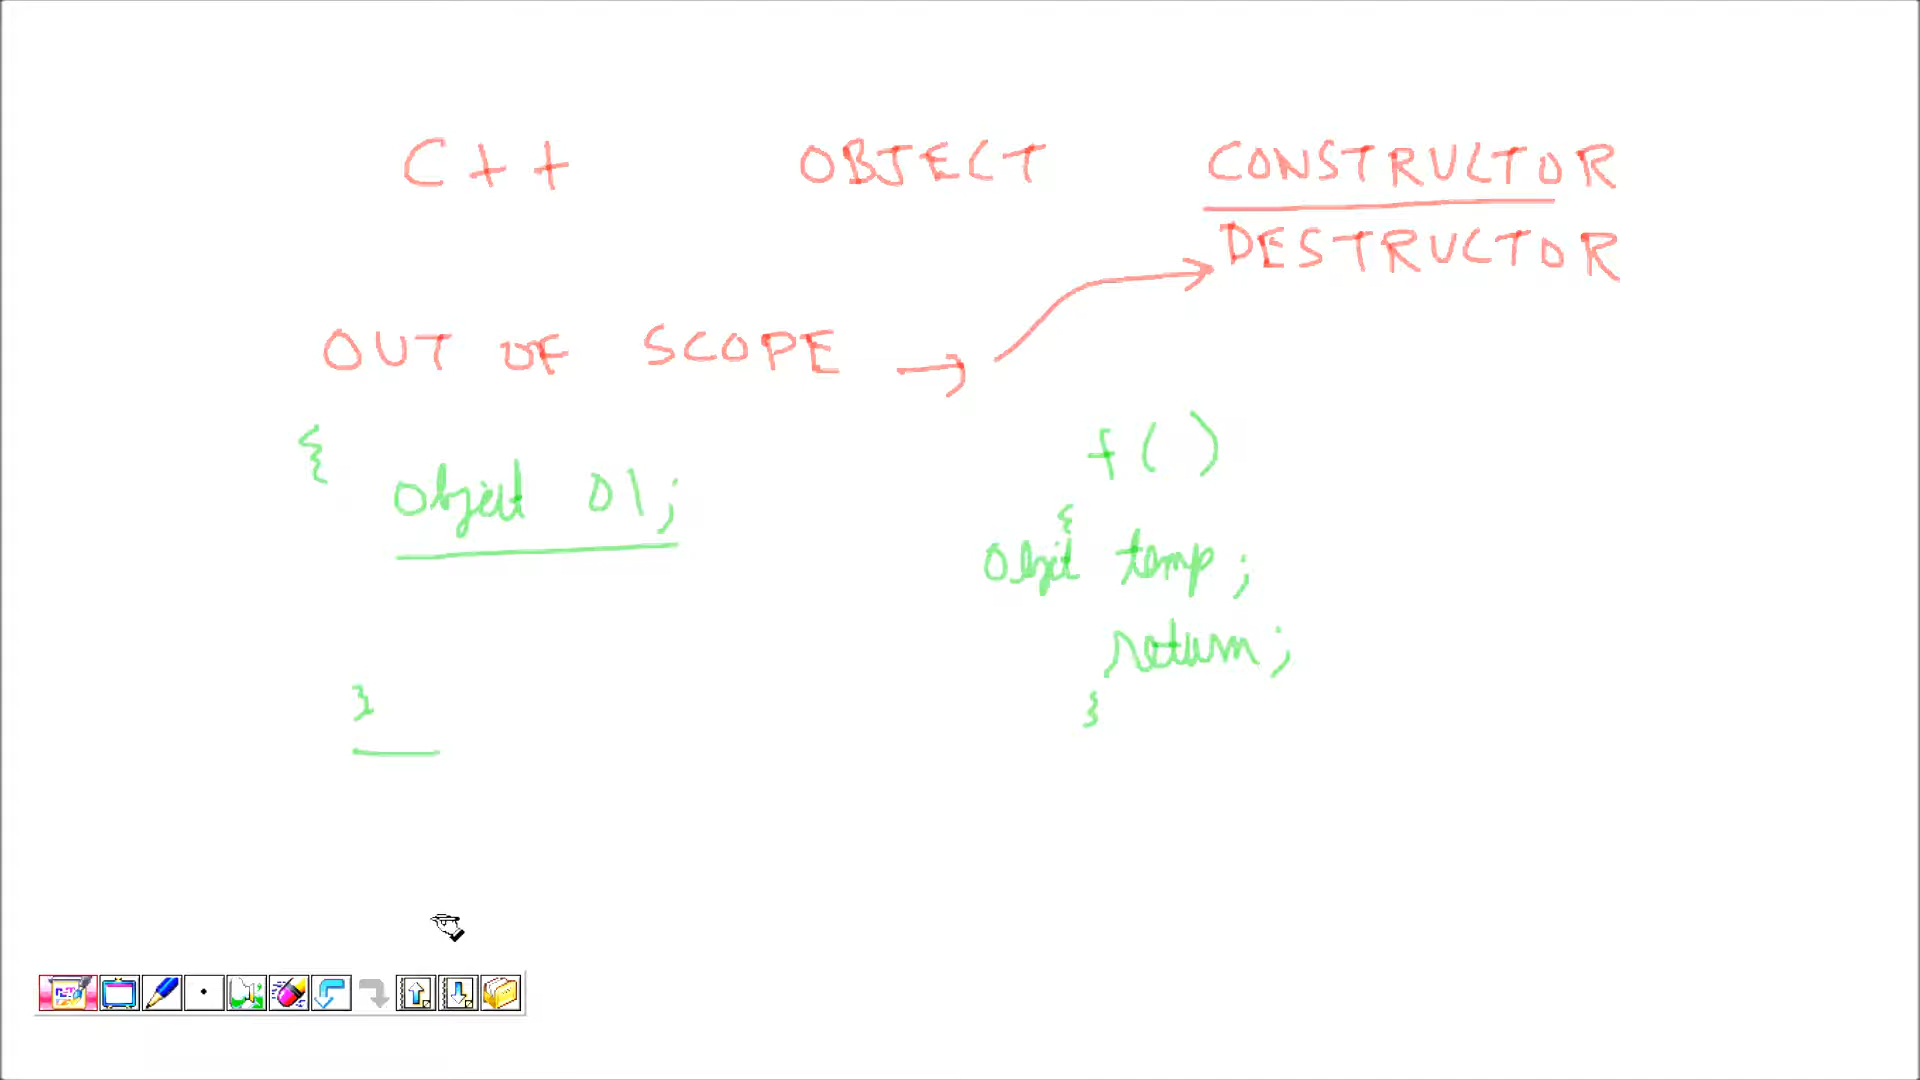 C++ OBJECT CONSTRUCTOR
DESTRUCTOR
OUT OF SCOPE →
{
Object O1;
}
f()
{
Object temp;
return;
}